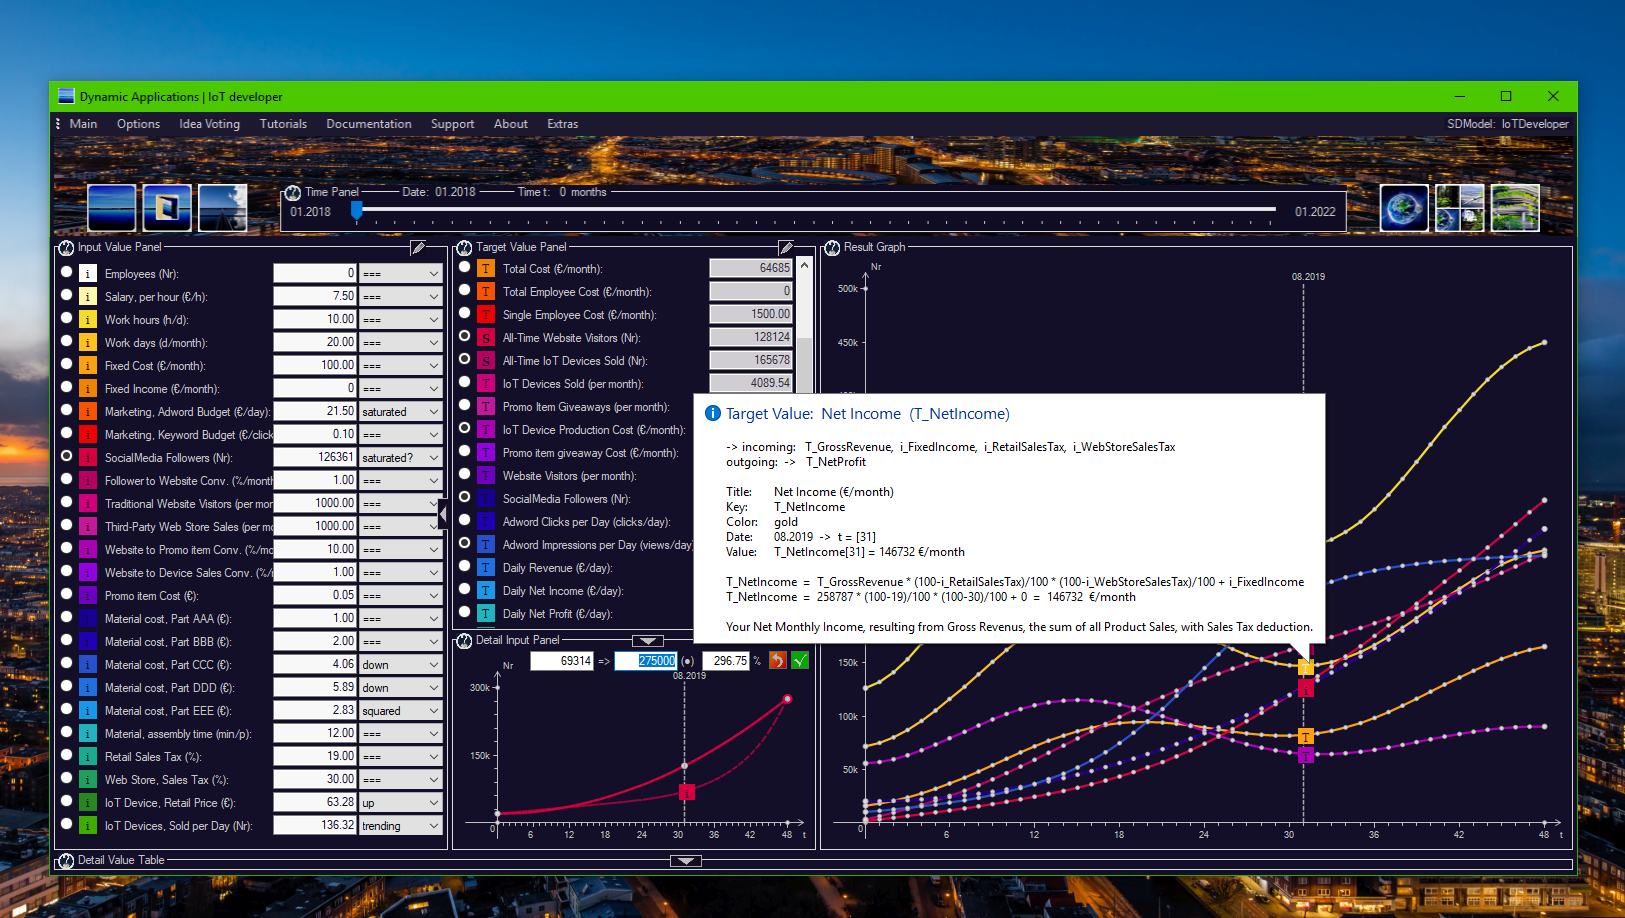 Dynamic Applications | IoT developer
Main Options Idea Voting Tutorials Documentation Support About Extras SDModel: IoTDeveloper
Time Panel Date: 01.2018 Time t: 0 months
01.2018 01.2022
Input Value Panel
Employees (Nr): 0 ===
Salary, per hour (€/h): 7.50 ===
Work hours (h/d): 10.00 ===
Work days (d/month): 20.00 ===
Fixed Cost (€/month): 100.00 ===
Fixed Income (€/month): 0 ===
Marketing, Adword Budget (€/day): 21.50 saturated
Marketing, Keyword Budget (€/click 0.10 ===
SocialMedia Followers (Nr): 126361 saturated?
Follower to Website Conv. (%/month 1.00 ===
Traditional Website Visitors (per mor 1000.00 ===
Third-Party Web Store Sales (per mc 1000.00 ===
Website to Promo item Conv. (%/mo 10.00 ===
Website to Device Sales Conv. (%/ 1.00 ===
Promo item Cost (€): 0.05 ===
Material cost, Part AAA (€): 1.00 ===
Material cost, Part BBB (€): 2.00 ===
Material cost, Part CCC (€): 4.06 down
Material cost, Part DDD (€): 5.89 down
Material cost, Part EEE (€): 2.83 squared
Material, assembly time (min/p): 12.00 ===
Retail Sales Tax (%): 19.00 ===
Web Store, Sales Tax (%): 30.00 ===
IoT Device, Retail Price (€): 63.28 up
IoT Devices, Sold per Day (Nr): 136.32 trending
Target Value Panel
T Total Cost (€/month): 64685
T Total Employee Cost (€/month): 0
T Single Employee Cost (€/month): 1500.00
S All-Time Website Visitors (Nr): 128124
S All-Time IoT Devices Sold (Nr): 165678
T IoT Devices Sold (per month): 4089.54
T Promo Item Giveaways (per month):
T IoT Device Production Cost (€/month):
T Promo item giveaway Cost (€/month):
T Website Visitors (per month):
T SocialMedia Followers (Nr):
T Adword Clicks per Day (clicks/day):
T Adword Impressions per Day (views/day)
T Daily Revenue (€/day):
T Daily Net Income (€/day):
T Daily Net Profit (€/day):
Detail Input Panel
Nr 69314 => 275000 (●) 296.75 %
08.2019
300k
150k
0 6 12 18 24 30 36 42 48 t
Result Graph
Nr
08.2019
500k
450k
150k
100k
50k
0 6 12 18 24 30 36 42 48 t
Target Value: Net Income (T_NetIncome)
-> incoming: T_GrossRevenue, i_FixedIncome, i_RetailSalesTax, i_WebStoreSalesTax
outgoing: -> T_NetProfit
Title: Net Income (€/month)
Key: T_NetIncome
Color: gold
Date: 08.2019 -> t = [31]
Value: T_NetIncome[31] = 146732 €/month
T_NetIncome = T_GrossRevenue * (100-i_RetailSalesTax)/100 * (100-i_WebStoreSalesTax)/100 + i_FixedIncome
T_NetIncome = 258787 * (100-19)/100 * (100-30)/100 + 0 = 146732 €/month
Your Net Monthly Income, resulting from Gross Revenus, the sum of all Product Sales, with Sales Tax deduction.
Detail Value Table